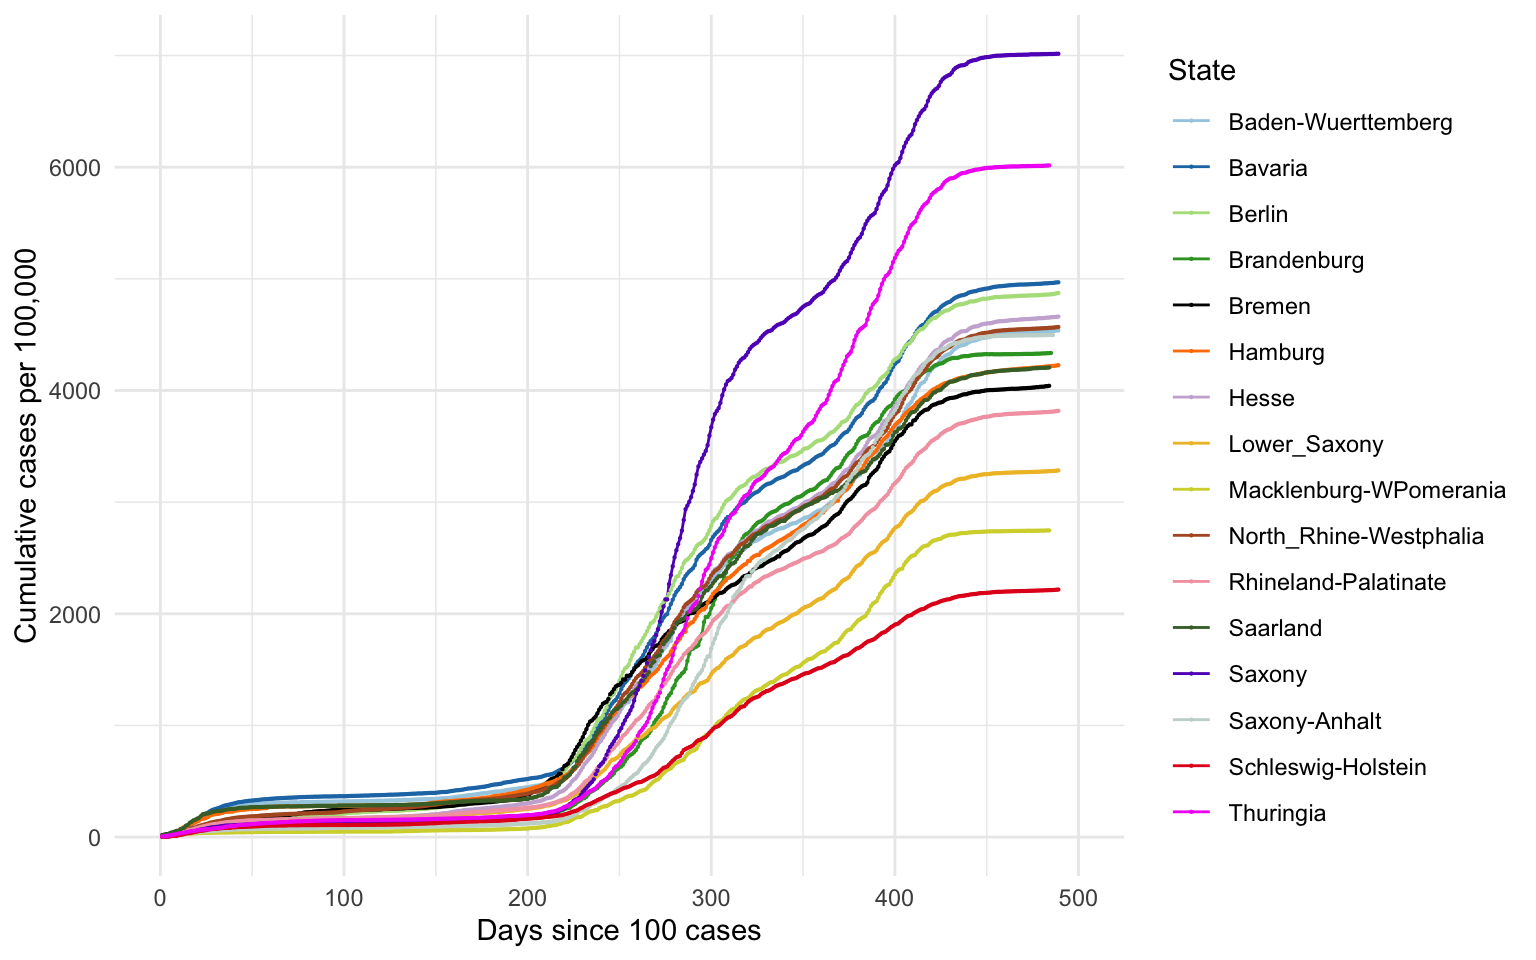 Cumulative cases per 100,000
6000
4000
2000
0
0 100 200 300 400 500
Days since 100 cases
State
Baden-Wuerttemberg
Bavaria
Berlin
Brandenburg
Bremen
Hamburg
Hesse
Lower_Saxony
Macklenburg-WPomerania
North_Rhine-Westphalia
Rhineland-Palatinate
Saarland
Saxony
Saxony-Anhalt
Schleswig-Holstein
Thuringia